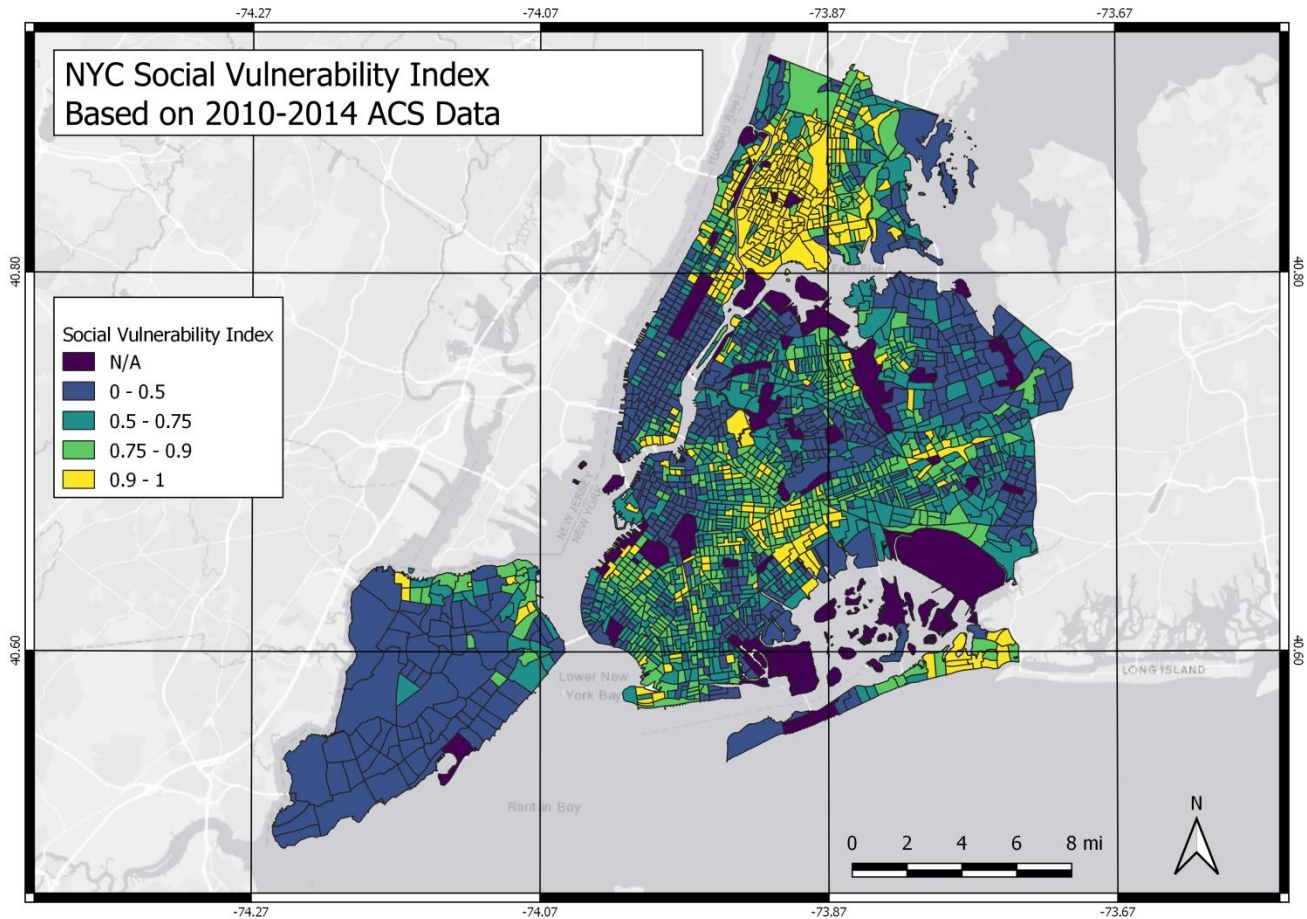 -74.27 -74.07 -73.87 -73.67
NYC Social Vulnerability Index
Based on 2010-2014 ACS Data
Hudson River
40.80 East River 40.80
Social Vulnerability Index
N/A
0 - 0.5
0.5 - 0.75
0.75 - 0.9
0.9 - 1
NEW JERSEY
NEW YORK
40.60 40.60
LONG ISLAND
Lower New
York Bay
Raritan Bay
N
0 2 4 6 8 mi
-74.27 -74.07 -73.87 -73.67